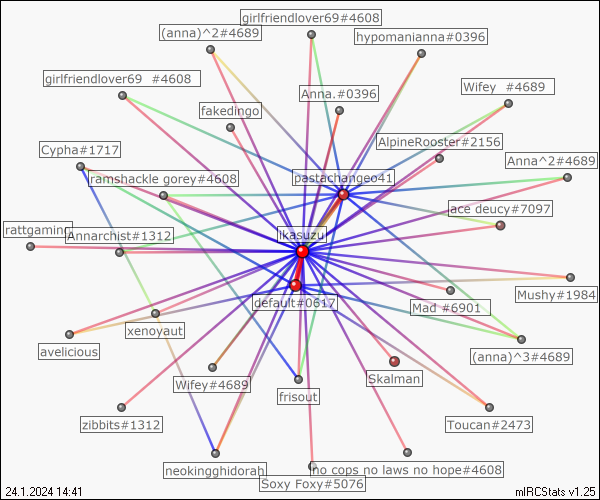 girlfriendlover69#4608
(anna)^2#4689
hypomanianna#0396
girlfriendlover69 #4608
Wifey #4689
Anna.#0396
fakedingo
AlpineRooster#2156
Cypha#1717
Anna^2#4689
ramshackle gorey#4608
pastachangeo41
ace deucy#7097
rattgaming
Annarchist#1312
ikasuzu
Mushy#1984
default#0617
Mad #6901
xenoyaut
avelicious
(anna)^3#4689
Wifey#4689
Skalman
frisout
zibbits#1312
Toucan#2473
neokingghidorah
no cops no laws no hope#4608
Soxy Foxy#5076
24.1.2024 14:41
mIRCStats v1.25